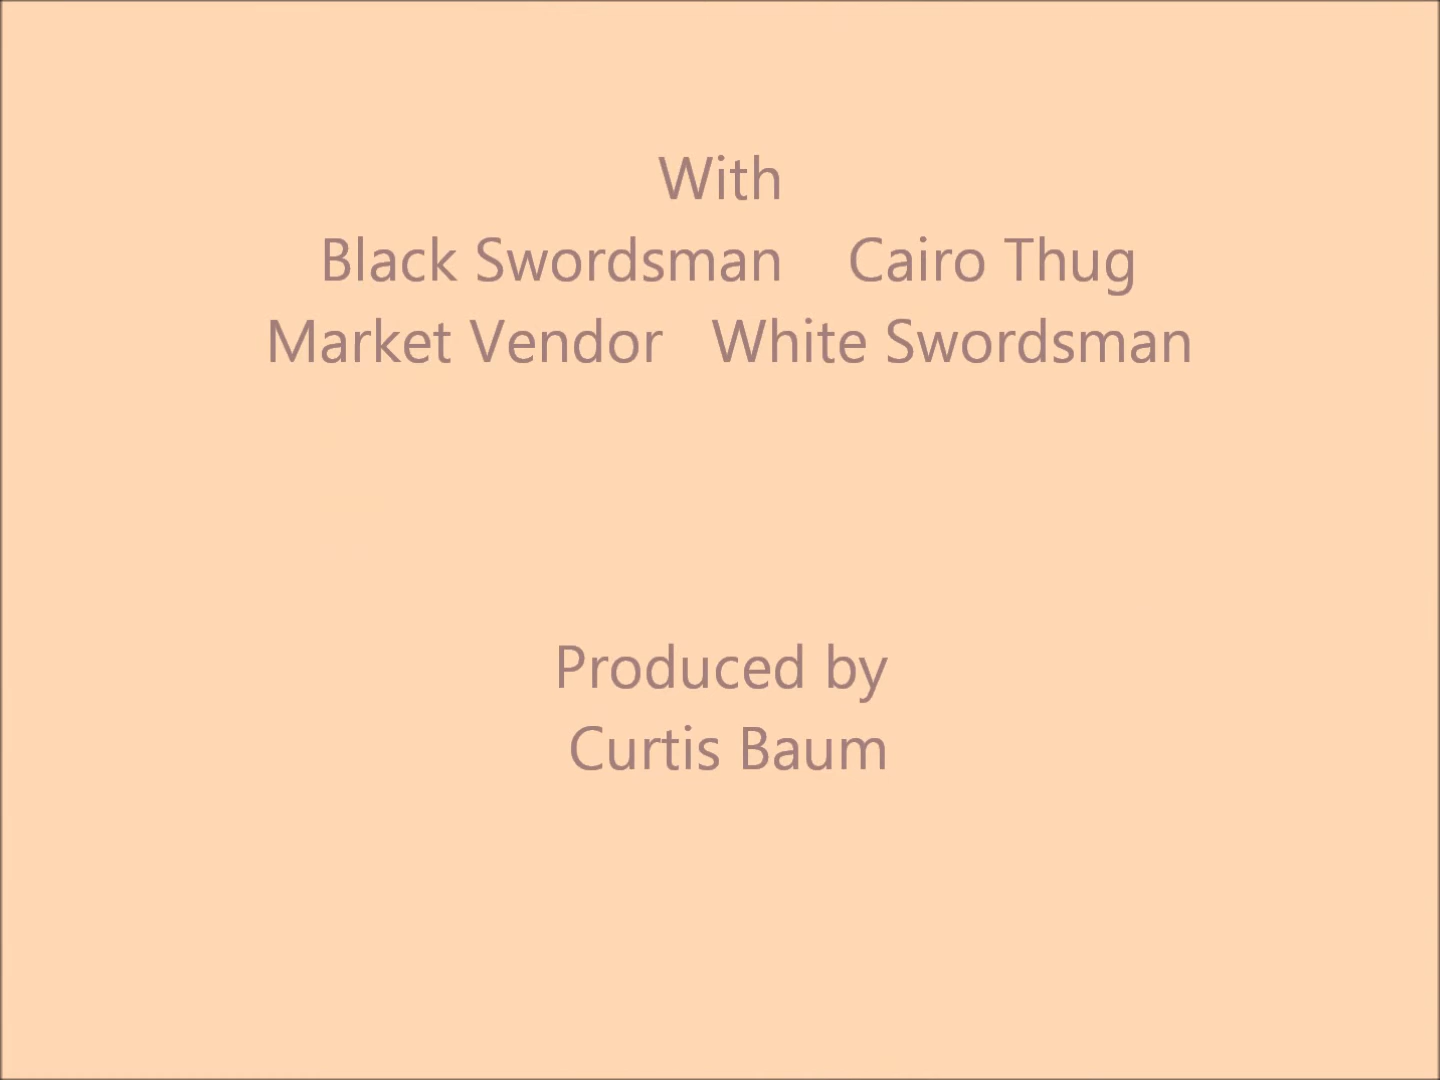 With
Black Swordsman Cairo Thug
Market Vendor White Swordsman
Produced by
Curtis Baum